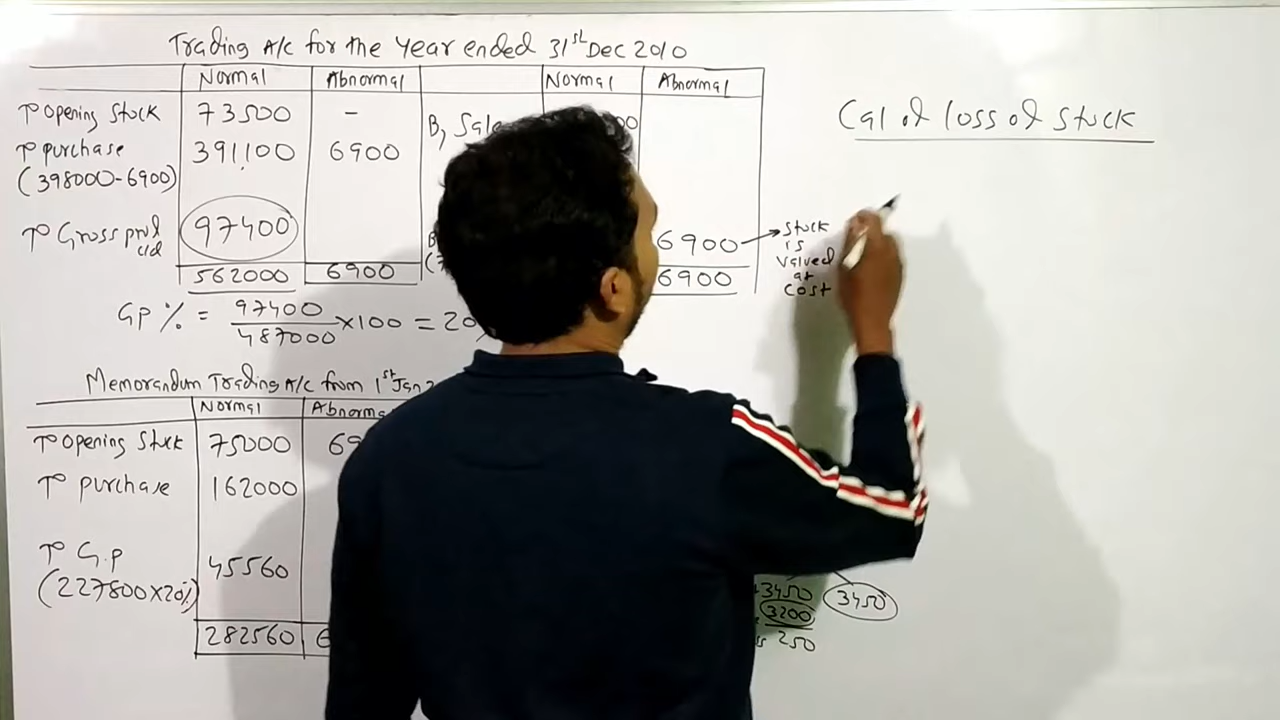 Trading A/C for the Year ended 31st Dec 2010
Normal Abnormal Normal Abnormal
To Opening Stock 73500 - By Sale
To purchase 391100 6900
(398000-6900)
To Gross profit c/d 97400 6900 → Stock is valued at cost
562000 6900 6900
GP % = 97400/487000 × 100 = 20
Memorandum Trading A/C from 1st Jan
Normal Abnorma
To Opening Stock 75000 69
To purchase 162000
To G.P 45560
(227800×20%)
282560 6
3450 3450
3200
250
Cal of loss of Stock